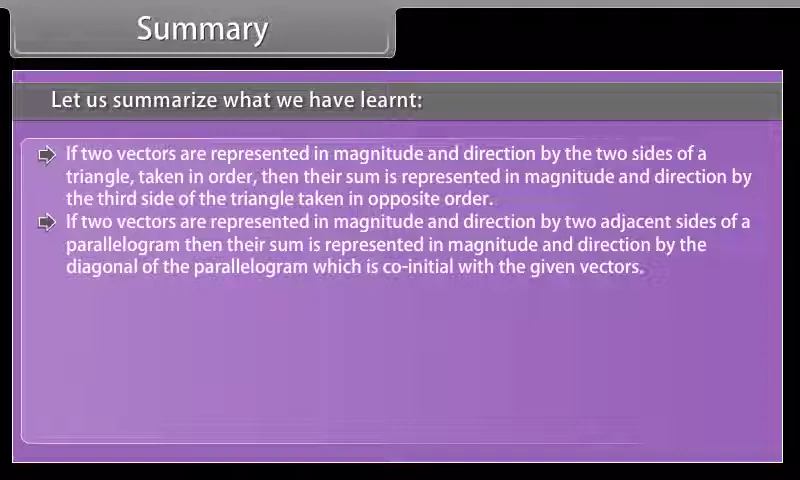 Summary
Let us summarize what we have learnt:
If two vectors are represented in magnitude and direction by the two sides of a
triangle, taken in order, then their sum is represented in magnitude and direction by
the third side of the triangle taken in opposite order.
If two vectors are represented in magnitude and direction by two adjacent sides of a
parallelogram then their sum is represented in magnitude and direction by the
diagonal of the parallelogram which is co-initial with the given vectors.